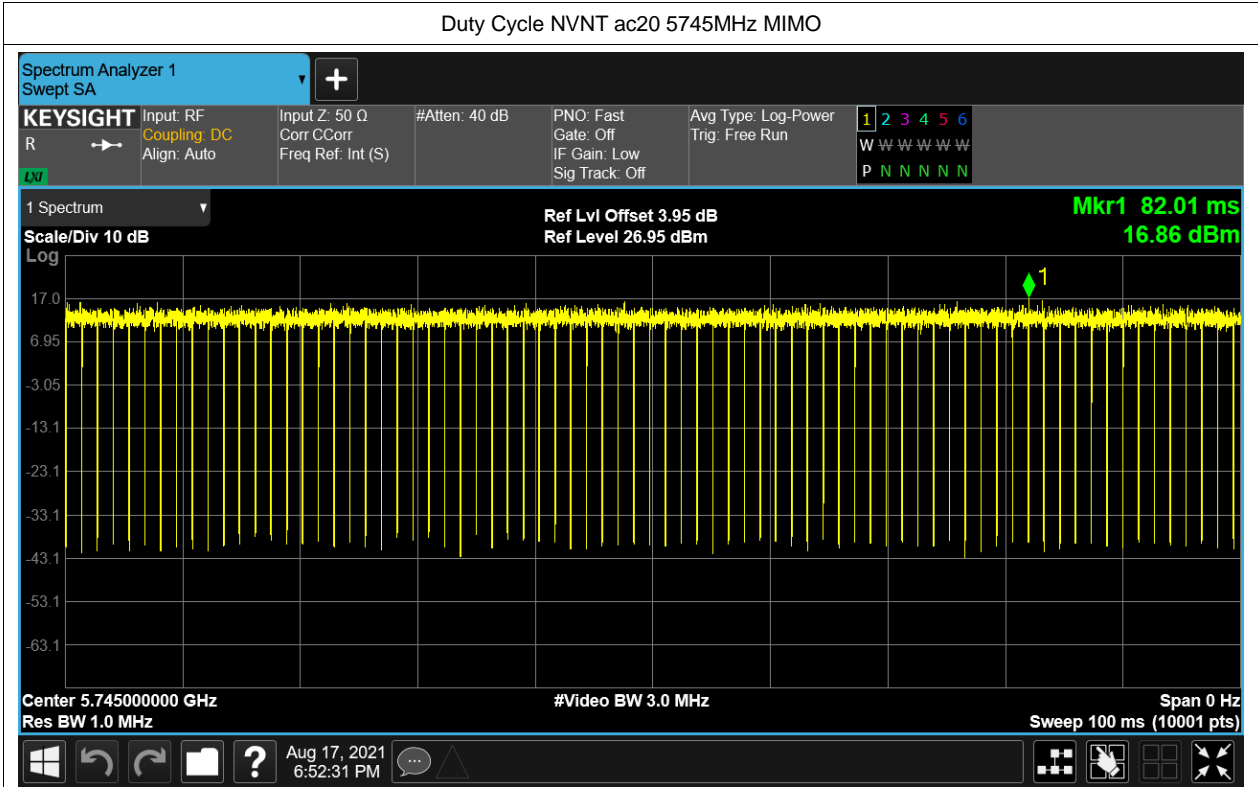 Duty Cycle NVNT ac20 5745MHz MIMO
Spectrum Analyzer 1
Swept SA
KEYSIGHT
R
LXI
Input: RF
Coupling: DC
Align: Auto
Input Z: 50 Ω
Corr CCorr
Freq Ref: Int (S)
#Atten: 40 dB
PNO: Fast
Gate: Off
IF Gain: Low
Sig Track: Off
Avg Type: Log-Power
Trig: Free Run
1 2 3 4 5 6
W W W W W W
P N N N N N
1 Spectrum
Scale/Div 10 dB
Ref Lvl Offset 3.95 dB
Ref Level 26.95 dBm
Mkr1 82.01 ms
16.86 dBm
Log
1
17.0
6.95
-3.05
-13.1
-23.1
-33.1
-43.1
-53.1
-63.1
Center 5.745000000 GHz
Res BW 1.0 MHz
#Video BW 3.0 MHz
Span 0 Hz
Sweep 100 ms (10001 pts)
?
Aug 17, 2021
6:52:31 PM